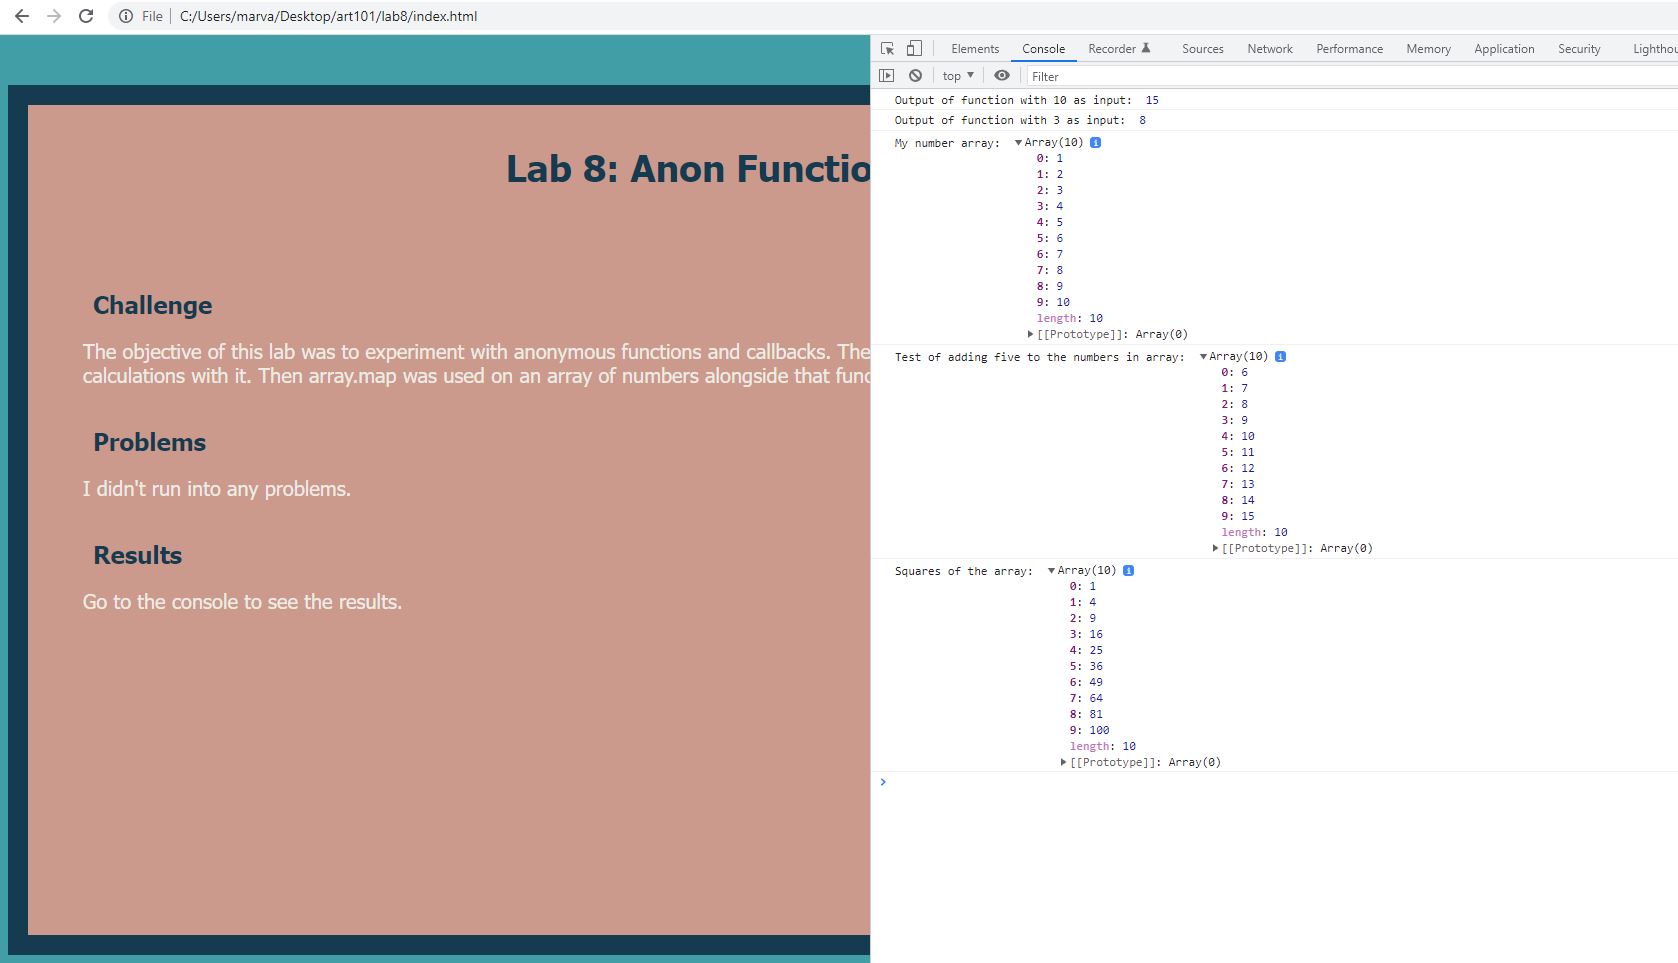 File | C:/Users/marva/Desktop/art101/lab8/index.html
Elements Console Recorder Sources Network Performance Memory Application Security Lighthou
top Filter
Lab 8: Anon Functio
Challenge
The objective of this lab was to experiment with anonymous functions and callbacks. The
calculations with it. Then array.map was used on an array of numbers alongside that func
Problems
I didn't run into any problems.
Results
Go to the console to see the results.
Output of function with 10 as input: 15
Output of function with 3 as input: 8
My number array: Array(10) i
0: 1
1: 2
2: 3
3: 4
4: 5
5: 6
6: 7
7: 8
8: 9
9: 10
length: 10
[[Prototype]]: Array(0)
Test of adding five to the numbers in array: Array(10) i
0: 6
1: 7
2: 8
3: 9
4: 10
5: 11
6: 12
7: 13
8: 14
9: 15
length: 10
[[Prototype]]: Array(0)
Squares of the array: Array(10) i
0: 1
1: 4
2: 9
3: 16
4: 25
5: 36
6: 49
7: 64
8: 81
9: 100
length: 10
[[Prototype]]: Array(0)